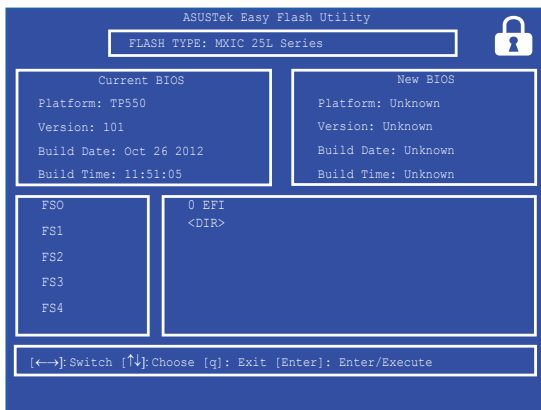 ASUSTek Easy Flash Utility
FLASH TYPE: MXIC 25L Series
Current BIOS
Platform: TP550
Version: 101
Build Date: Oct 26 2012
Build Time: 11:51:05
New BIOS
Platform: Unknown
Version: Unknown
Build Date: Unknown
Build Time: Unknown
FSO
FS1
FS2
FS3
FS4
0 EFI
<DIR>
[←→]: Switch [↑↓]: Choose [q]: Exit [Enter]: Enter/Execute